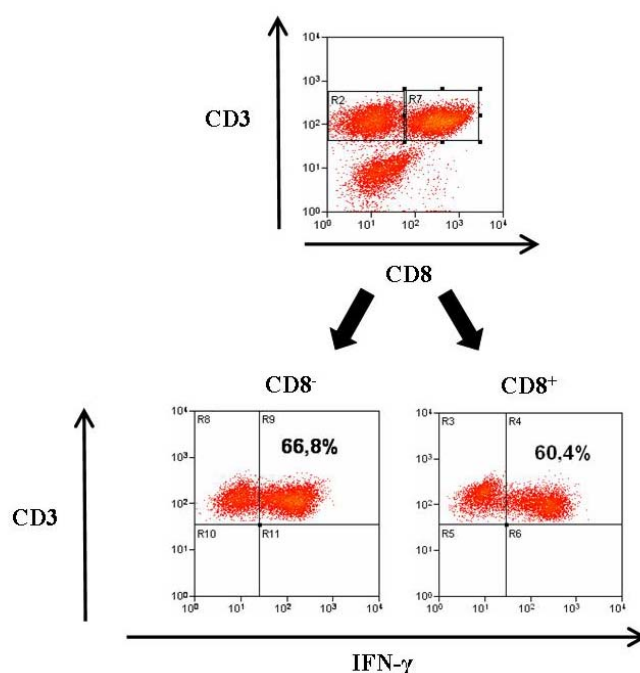 10⁴
10³
R2 R7
CD3 10²
10¹
10⁰
10⁰ 10¹ 10² 10³ 10⁴
CD8
CD8⁻ CD8⁺
10⁴ R8 R9 10⁴ R3 R4
66,8% 60,4%
10³ 10³
CD3 10² 10²
R10 R11 R5 R6
10¹ 10¹
10⁰ 10⁰
10⁰ 10¹ 10² 10³ 10⁴ 10⁰ 10¹ 10² 10³ 10⁴
IFN-γ